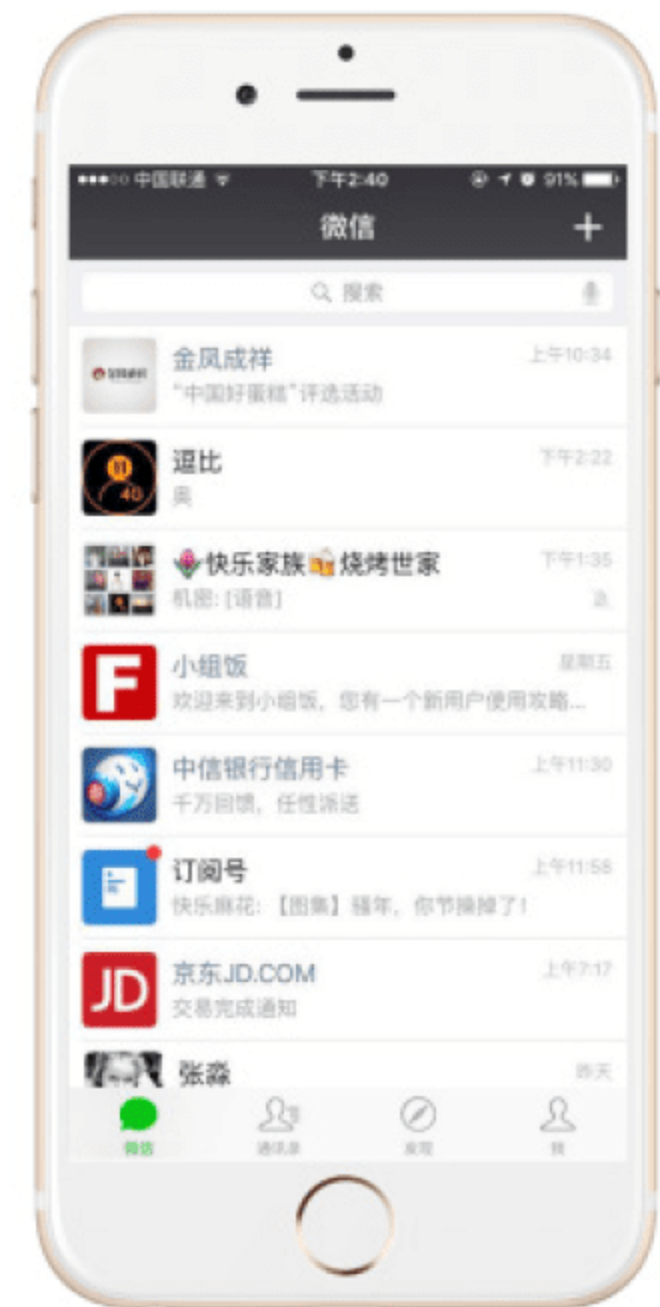 中国联通 下午2:40 91%
微信
搜索
金凤成祥 上午10:34
“中国好蛋糕”评选活动
逗比 下午2:22
奥
40
快乐家族🍻烧烤世家 下午1:35
机密: [语音]
F
小组饭 星期五
欢迎来到小组饭，您有一个新用户使用攻略...
中信银行信用卡 上午11:30
千万回馈，任性派送
订阅号 上午11:58
快乐麻花: 【图集】骚年，你节操掉了！
JD
京东JD.COM 上午7:17
交易完成通知
张淼 昨天
微信 通讯录 发现 我